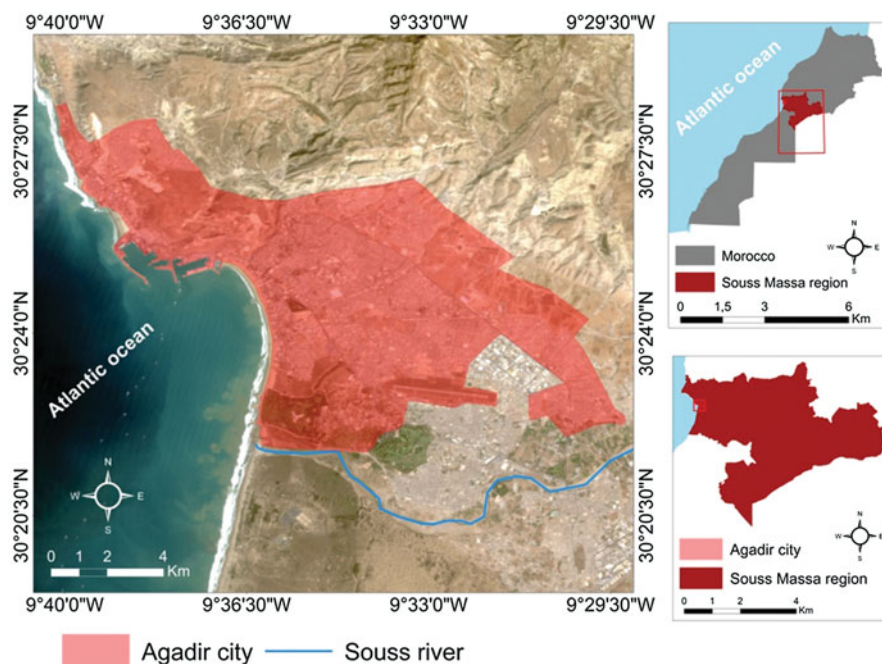 9°40'0"W 9°36'30"W 9°33'0"W 9°29'30"W
30°27'30"N 30°27'30"N
30°24'0"N 30°24'0"N
30°20'30"N 30°20'30"N
Atlantic ocean
N
W E
S
0 1 2 4
Km
9°40'0"W 9°36'30"W 9°33'0"W 9°29'30"W
Agadir city Souss river
Atlantic ocean
N
W E
S
Morocco
Souss Massa region
0 1,5 3 6
Km
N
W E
S
Agadir city
Souss Massa region
0 1 2 4
Km